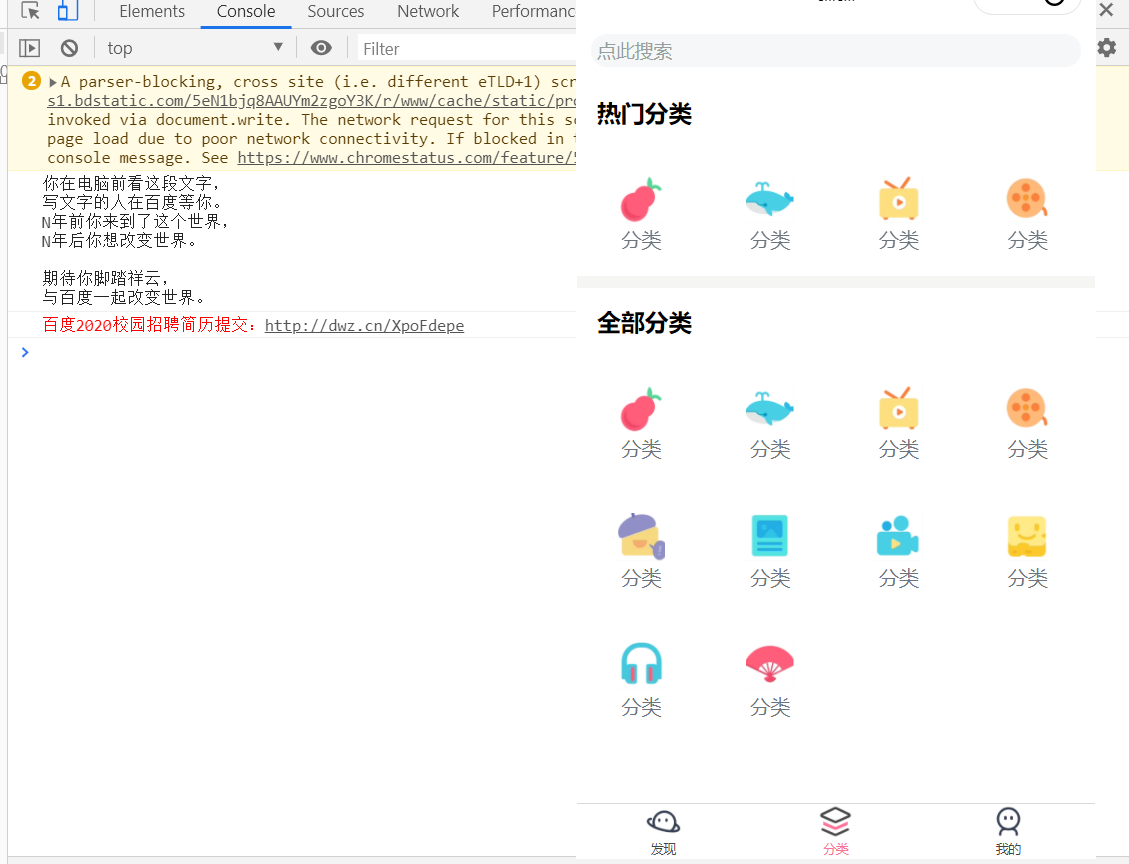 Elements Console Sources Network Performanc
top Filter
2 A parser-blocking, cross site (i.e. different eTLD+1) scr
s1.bdstatic.com/5eN1bjq8AAUYm2zgoY3K/r/www/cache/static/pro
invoked via document.write. The network request for this sc
page load due to poor network connectivity. If blocked in t
console message. See https://www.chromestatus.com/feature/5
你在电脑前看这段文字,
写文字的人在百度等你。
N年前你来到了这个世界,
N年后你想改变世界。
期待你脚踏祥云,
与百度一起改变世界。
百度2020校园招聘简历提交: http://dwz.cn/XpoFdepe
点此搜索
热门分类
分类 分类 分类 分类
全部分类
分类 分类 分类 分类
分类 分类 分类 分类
分类 分类
发现 分类 我的